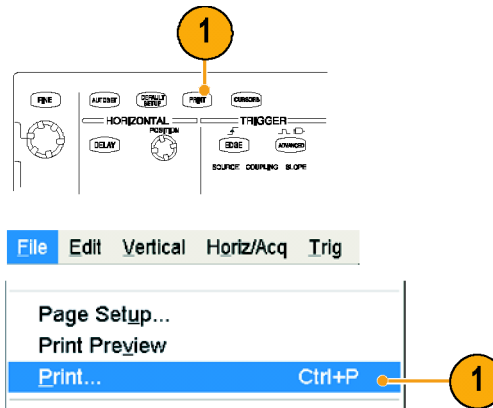 1
FINE AUTOSET DEFAULT SETUP PRINT CURSORS
HORIZONTAL TRIGGER
POSITION
DELAY EDGE ADVANCED
SOURCE COUPLING SLOPE
File Edit Vertical Horiz/Acq Trig
Page Setup...
Print Preview
Print... Ctrl+P
1